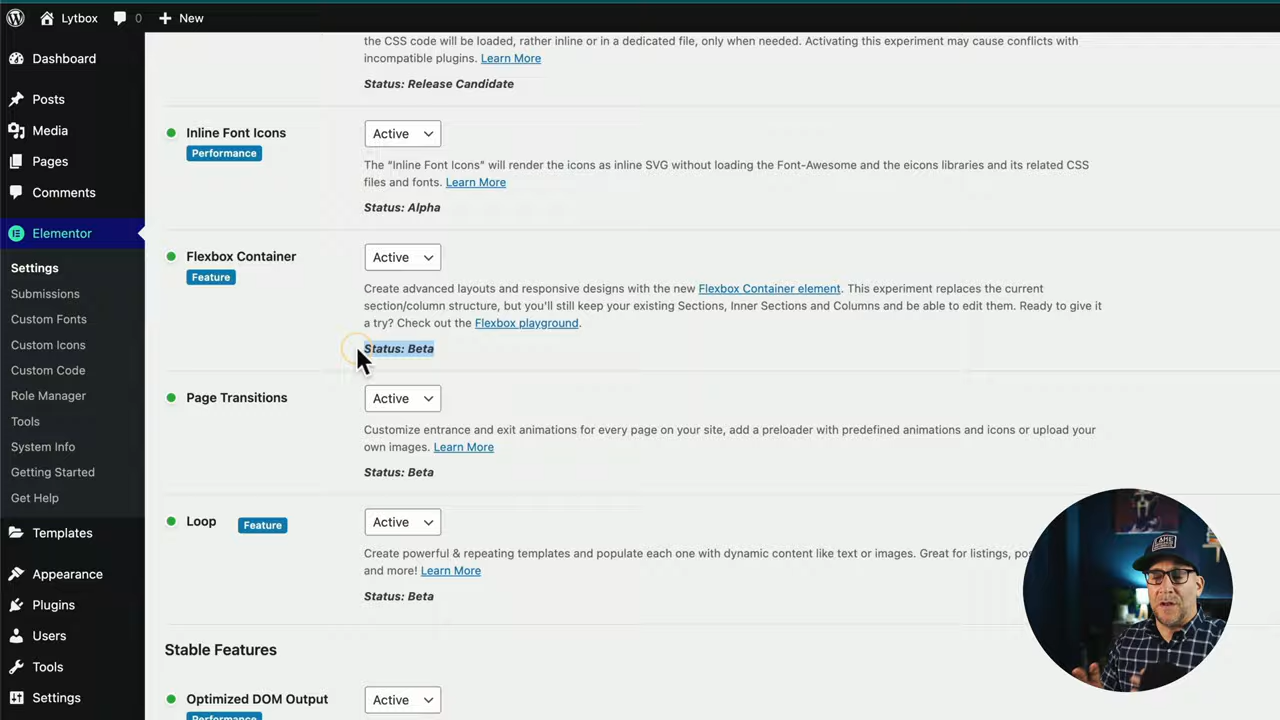 Lytbox
0
New
Dashboard
Posts
Media
Pages
Comments
Elementor
Settings
Submissions
Custom Fonts
Custom Icons
Custom Code
Role Manager
Tools
System Info
Getting Started
Get Help
Templates
Appearance
Plugins
Users
Tools
Settings
the CSS code will be loaded, rather inline or in a dedicated file, only when needed. Activating this experiment may cause conflicts with
incompatible plugins. Learn More
Status: Release Candidate
Inline Font Icons
Performance
Active
The "Inline Font Icons" will render the icons as inline SVG without loading the Font-Awesome and the eicons libraries and its related CSS
files and fonts. Learn More
Status: Alpha
Flexbox Container
Feature
Active
Create advanced layouts and responsive designs with the new Flexbox Container element. This experiment replaces the current
section/column structure, but you'll still keep your existing Sections, Inner Sections and Columns and be able to edit them. Ready to give it
a try? Check out the Flexbox playground.
Status: Beta
Page Transitions
Active
Customize entrance and exit animations for every page on your site, add a preloader with predefined animations and icons or upload your
own images. Learn More
Status: Beta
Loop
Feature
Active
Create powerful & repeating templates and populate each one with dynamic content like text or images. Great for listings,
and more! Learn More
Status: Beta
Stable Features
Optimized DOM Output
Performance
Active